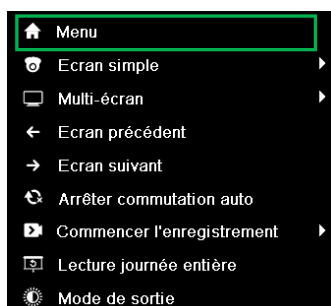 Menu
Ecran simple
Multi-écran
Ecran précédent
Ecran suivant
Arrêter commutation auto
Commencer l'enregistrement
Lecture journée entière
Mode de sortie